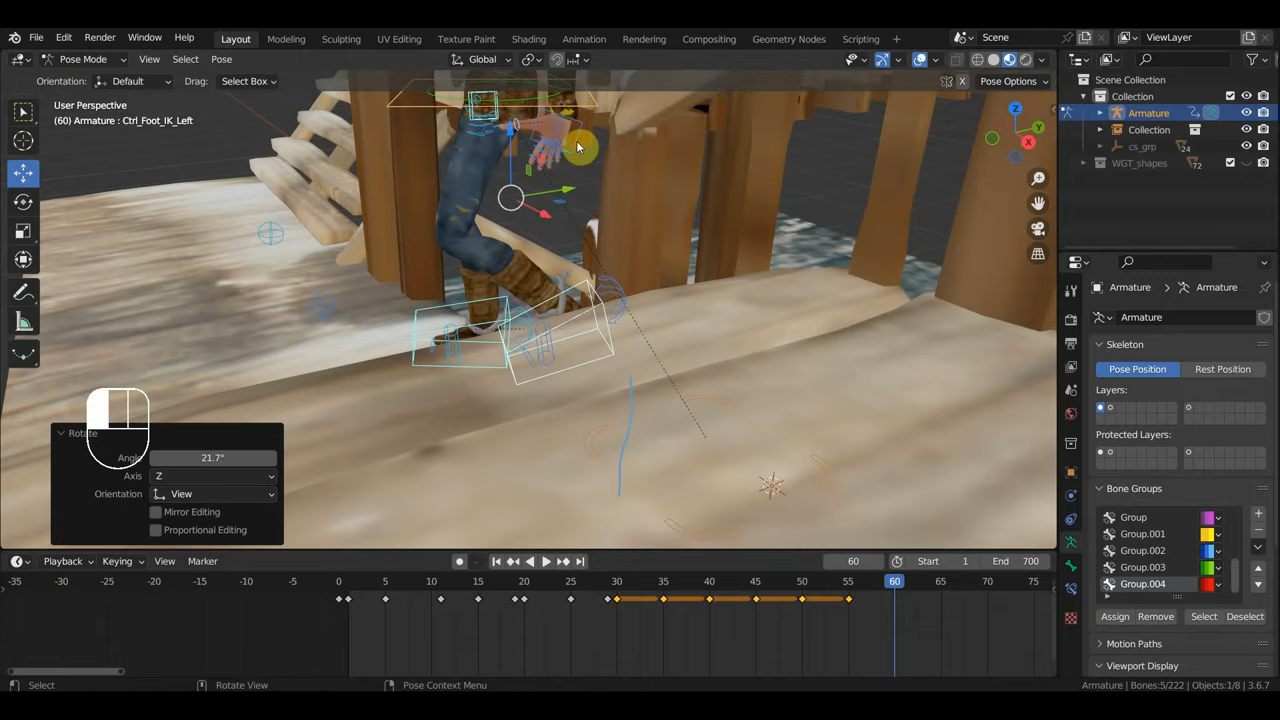 File Edit Render Window Help
Layout Modeling Sculpting UV Editing Texture Paint Shading Animation Rendering Compositing Geometry Nodes Scripting +
Scene
ViewLayer
Pose Mode View Select Pose
Global
Orientation: Default Drag: Select Box
X Pose Options
User Perspective
(60) Armature : Ctrl_Foot_IK_Left
Z
Y
X
Rotate
Angle 21.7°
Axis Z
Orientation View
Mirror Editing
Proportional Editing
Scene Collection
Collection
Armature
Collection
cs_grp 24
WGT_shapes 72
Armature > Armature
Armature
Skeleton
Pose Position Rest Position
Layers:
Protected Layers:
Bone Groups
Group
Group.001
Group.002
Group.003
Group.004
Assign Remove Select Deselect
Motion Paths
Viewport Display
Playback Keying View Marker
60 Start 1 End 700
-35 -30 -25 -20 -15 -10 -5 0 5 10 15 20 25 30 35 40 45 50 55 60 65 70 75
Select Rotate View Pose Context Menu
Armature | Bones:5/222 | Objects:1/8 | 3.6.7